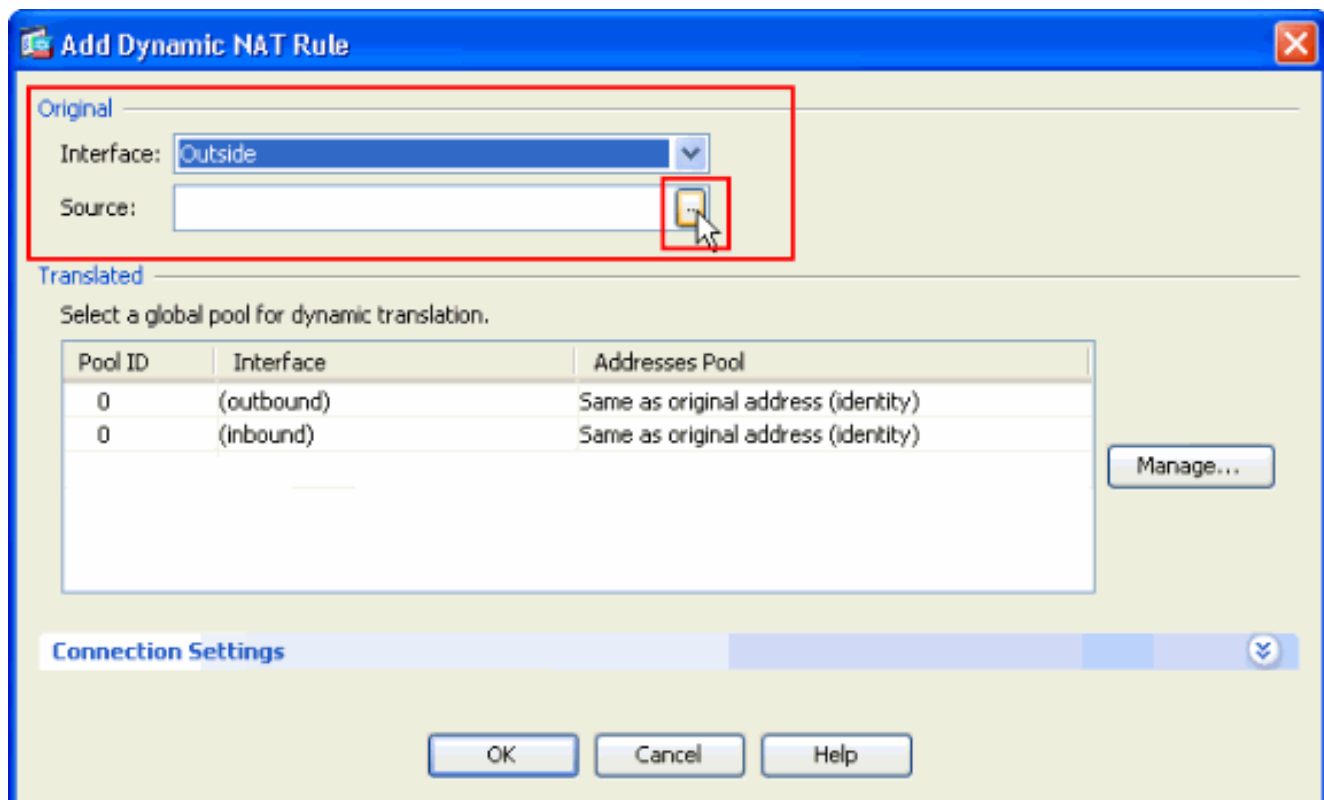 Add Dynamic NAT Rule
Original
Interface: Outside
Source: ...
Translated
Select a global pool for dynamic translation.
Pool ID Interface Addresses Pool
0 (outbound) Same as original address (identity)
0 (inbound) Same as original address (identity)
Manage...
Connection Settings
OK Cancel Help